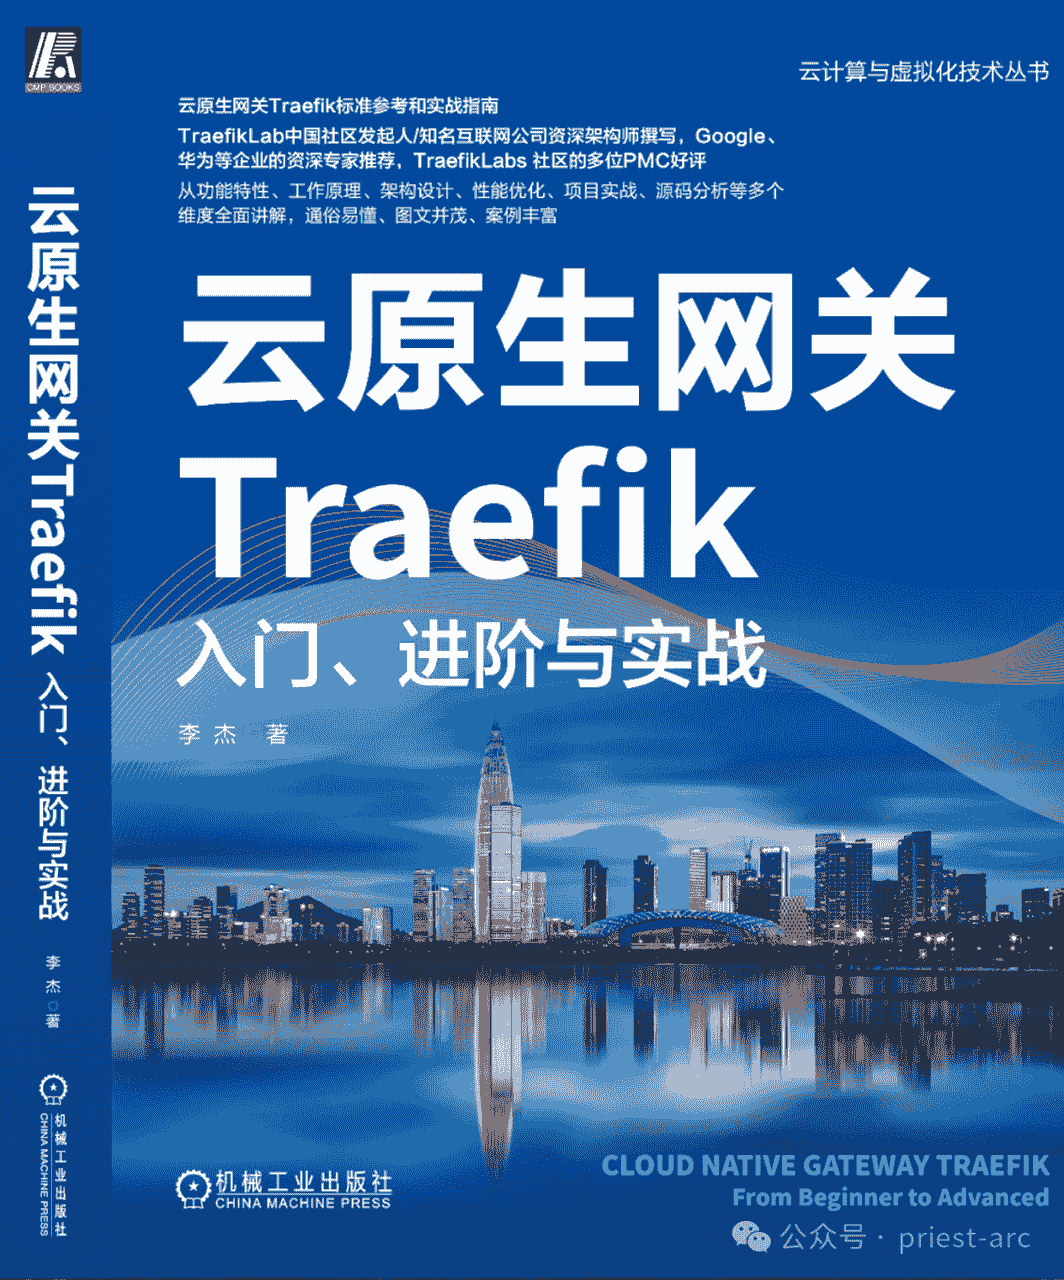 CMP BOOKS
云原生网关Traefik 入门、进阶与实战
李 杰 ◎ 著
机械工业出版社
CHINA MACHINE PRESS
云计算与虚拟化技术丛书
云原生网关Traefik标准参考和实战指南
TraefikLab中国社区发起人/知名互联网公司资深架构师撰写，Google、
华为等企业的资深专家推荐，TraefikLabs 社区的多位PMC好评
从功能特性、工作原理、架构设计、性能优化、项目实战、源码分析等多个
维度全面讲解，通俗易懂、图文并茂、案例丰富
云原生网关
Traefik
入门、进阶与实战
李 杰 著
机械工业出版社
CHINA MACHINE PRESS
CLOUD NATIVE GATEWAY TRAEFIK
From Beginner to Advanced
公众号 · priest-arc